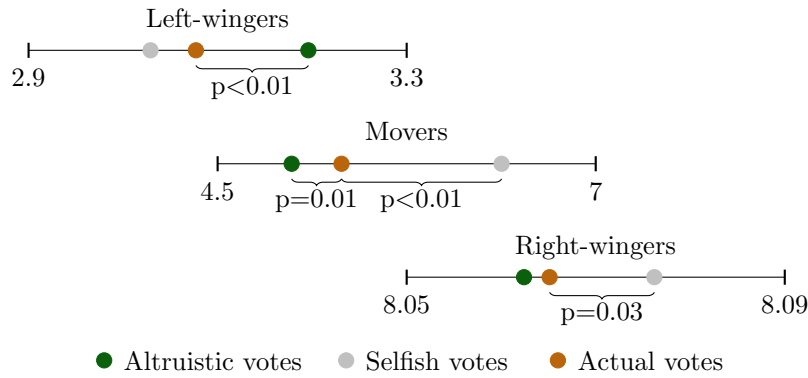 Left-wingers
2.9 3.3
p<0.01
Movers
4.5 7
p=0.01 p<0.01
Right-wingers
8.05 8.09
p=0.03
Altruistic votes Selfish votes Actual votes